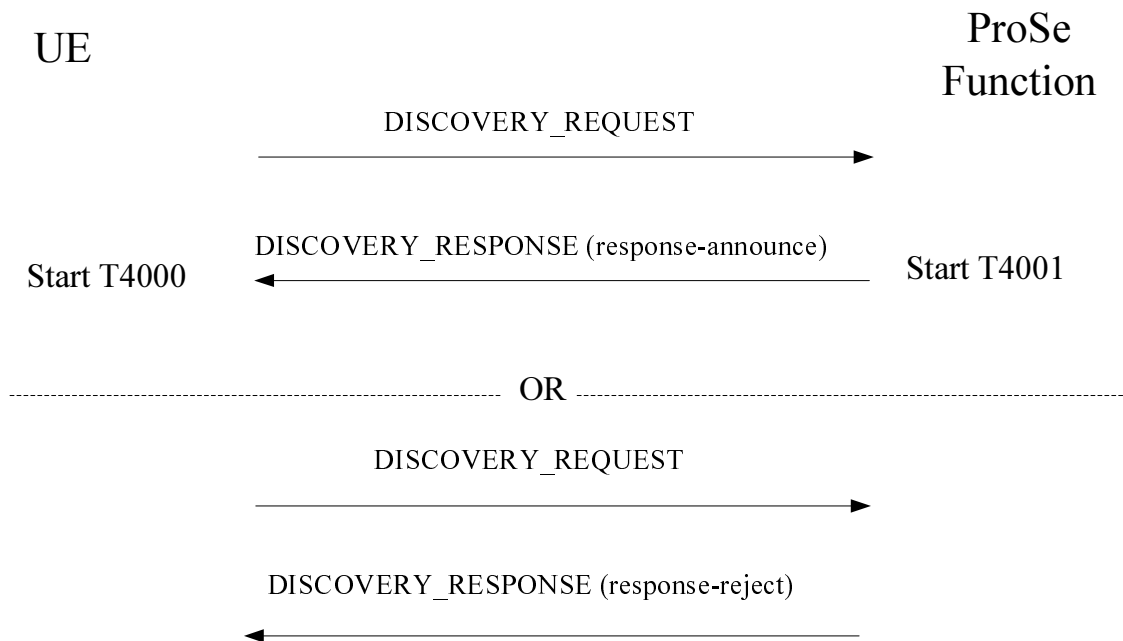 UE
ProSe
Function
DISCOVERY_REQUEST
DISCOVERY_RESPONSE (response-announce)
Start T4000
Start T4001
OR
DISCOVERY_REQUEST
DISCOVERY_RESPONSE (response-reject)